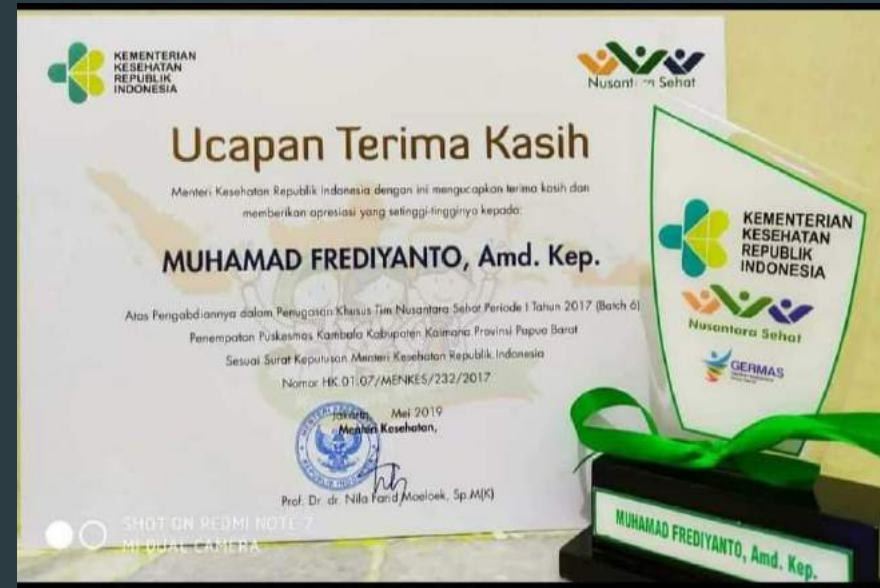 KEMENTERIAN
KESEHATAN
REPUBLIK
INDONESIA
Nusant Sehat
Ucapan Terima Kasih
Menteri Kesehatan Republik Indonesia dengan ini mengucapkan terima kasih dan
memberikan apresiasi yang setinggi-tingginya kepada:
MUHAMAD FREDIYANTO, Amd. Kep.
Atas Pengabdiannya dalam Penugasan Khusus Tim Nusantara Sehat Periode I Tahun 2017 (Batch 6)
Penempatan Puskesmas Kambala Kabupaten Kaimana Provinsi Papua Barat
Sesuai Surat Keputusan Menteri Kesehatan Republik Indonesia
Nomor HK.01.07/MENKES/232/2017
Jakarta, Mei 2019
Menteri Kesehatan,
Prof. Dr. dr. Nila Farid Moeloek, Sp.M(K)
SHOT ON REDMI NOTE 7
MI DUAL CAMERA
KEMENTERIAN
KESEHATAN
REPUBLIK
INDONESIA
Nusantara Sehat
GERMAS
MUHAMAD FREDIYANTO, Amd. Kep.